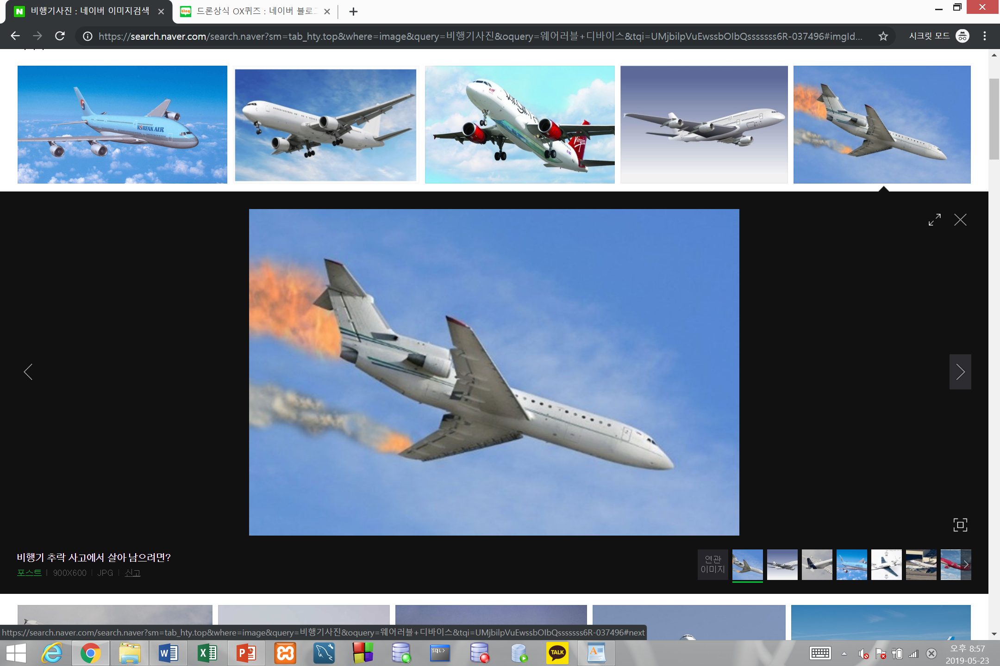 비행기사진 : 네이버 이미지검색
드론상식 OX퀴즈 : 네이버 블로그
https://search.naver.com/search.naver?sm=tab_hty.top&where=image&query=비행기사진&oquery=웨어러블+디바이스&tqi=UMjbilpVuEwssbOIbQsssssss6R-037496#imgId...
시크릿 모드
KOREAN AIR
Virgin
비행기 추락 사고에서 살아 남으려면?
포스트 | 900X600 | JPG | 신고
연관
이미지
https://search.naver.com/search.naver?sm=tab_hty.top&where=image&query=비행기사진&oquery=웨어러블+디바이스&tqi=UMjbilpVuEwssbOIbQsssssss6R-037496#next
SQL>
TALK
오후 8:57
2019-05-23